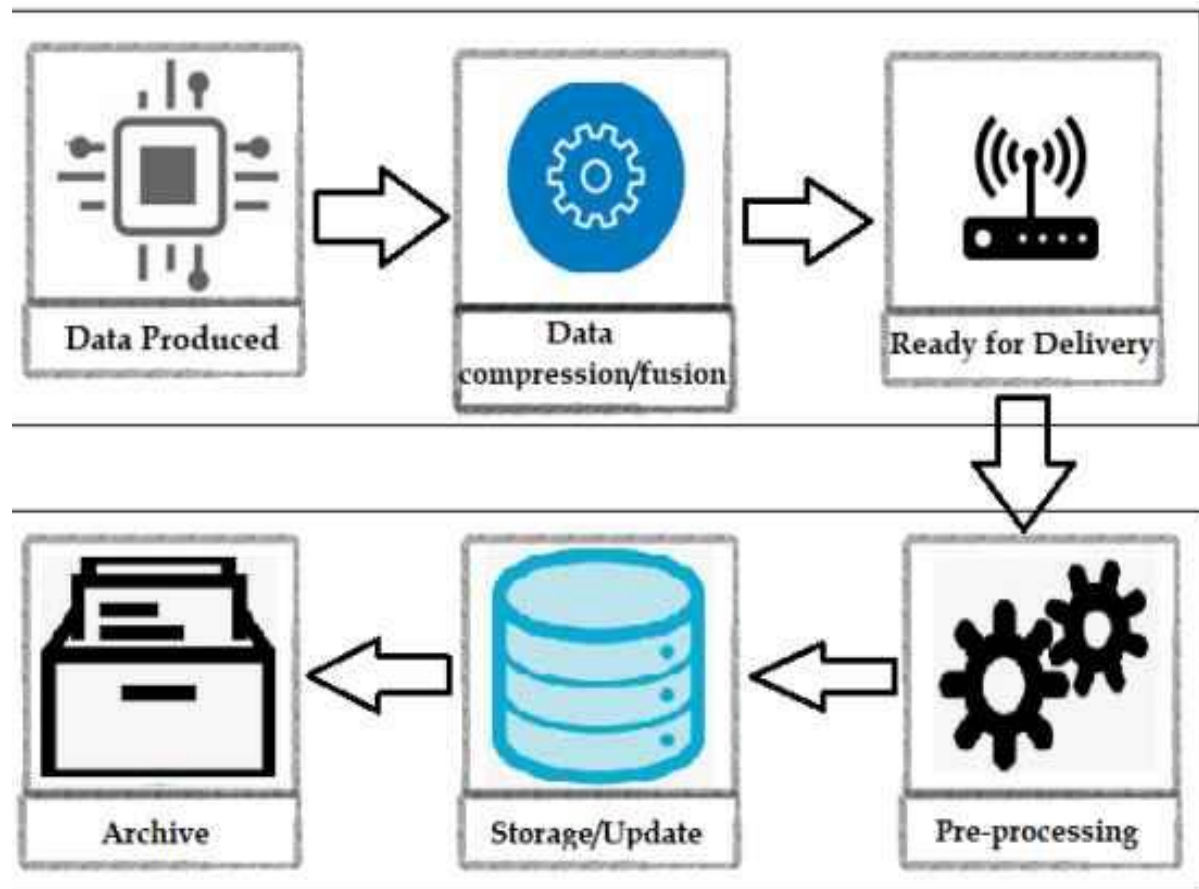 Data Produced
Data
compression/fusion
Ready for Delivery
Archive
Storage/Update
Pre-processing